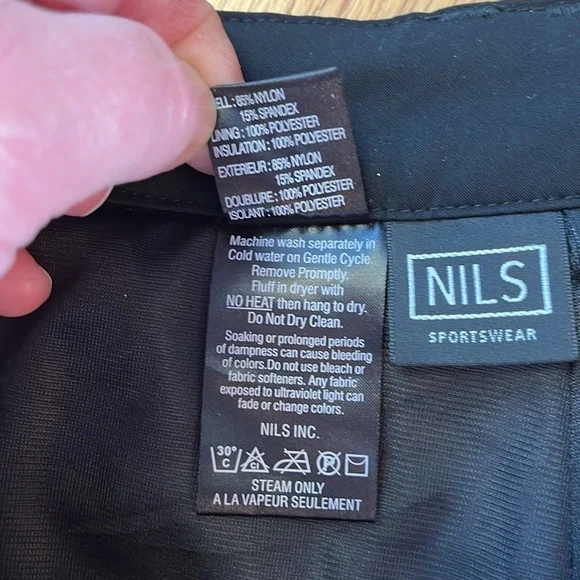 ELL: 85% NYLON
15% SPANDEX
LINING: 100% POLYESTER
INSULATION: 100% POLYESTER
EXTERIEUR: 85% NYLON
15% SPANDEX
DOUBLURE: 100% POLYESTER
ISOLANT: 100% POLYESTER
Machine wash separately in
Cold water on Gentle Cycle.
Remove Promptly.
Fluff in dryer with
NO HEAT then hang to dry.
Do Not Dry Clean.
Soaking or prolonged periods
of dampness can cause bleeding
of colors.Do not use bleach or
fabric softeners. Any fabric
exposed to ultraviolet light can
fade or change colors.
NILS INC.
30°
C
Cl
P
STEAM ONLY
A LA VAPEUR SEULEMENT
NILS
SPORTSWEAR